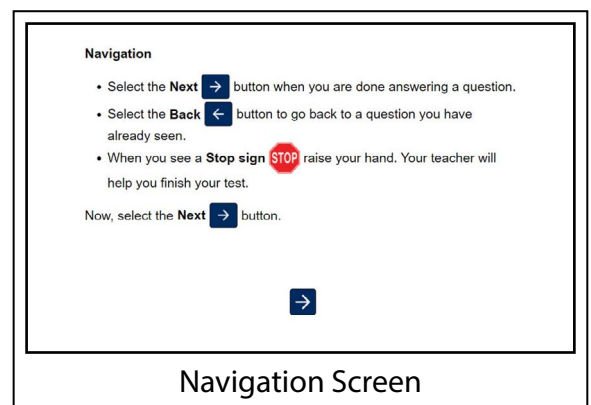 Navigation
• Select the Next → button when you are done answering a question.
• Select the Back ← button to go back to a question you have
already seen.
• When you see a Stop sign STOP raise your hand. Your teacher will
help you finish your test.
Now, select the Next → button.
→
Navigation Screen